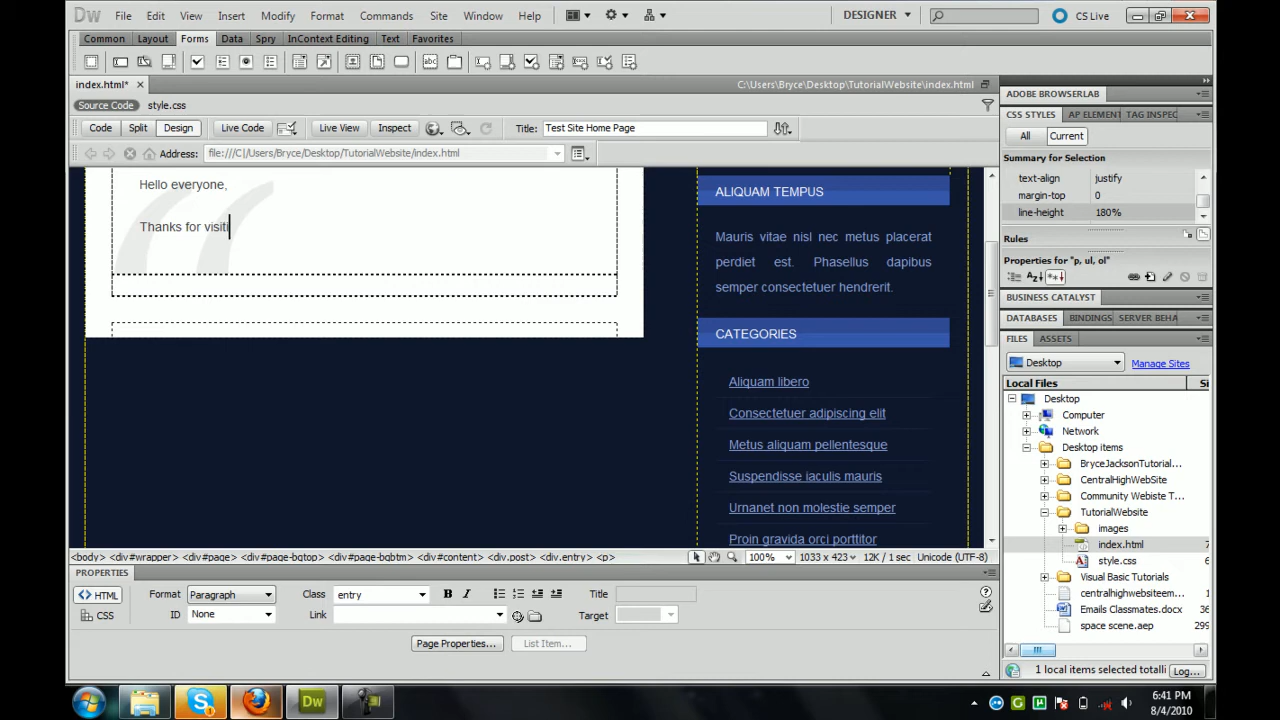 Dw File Edit View Insert Modify Format Commands Site Window Help DESIGNER CS Live
Common Layout Forms Data Spry InContext Editing Text Favorites
index.html* C:\Users\Bryce\Desktop\TutorialWebsite\index.html
Source Code style.css
Code Split Design Live Code Live View Inspect Title: Test Site Home Page
Address: file:///C|/Users/Bryce/Desktop/TutorialWebsite/index.html
Hello everyone,
Thanks for visiti
ALIQUAM TEMPUS
Mauris vitae nisl nec metus placerat
perdiet est. Phasellus dapibus
semper consectetuer hendrerit.
CATEGORIES
Aliquam libero
Consectetuer adipiscing elit
Metus aliquam pellentesque
Suspendisse iaculis mauris
Urnanet non molestie semper
Proin gravida orci porttitor
<body> <div#wrapper> <div#page> <div#page-bgtop> <div#page-bgbtm> <div#content> <div.post> <div.entry> <p> 100% 1033 x 423 12K / 1 sec Unicode (UTF-8)
PROPERTIES
HTML Format Paragraph Class entry B I Title
CSS ID None Link Target
Page Properties... List Item...
ADOBE BROWSERLAB
CSS STYLES AP ELEMENT TAG INSPEC
All Current
Summary for Selection
text-align justify
margin-top 0
line-height 180%
Rules
Properties for "p, ul, ol"
Az
BUSINESS CATALYST
DATABASES BINDINGS SERVER BEHA
FILES ASSETS
Desktop Manage Sites
Local Files Si
Desktop
Computer
Network
Desktop items
BryceJacksonTutorial...
CentralHighWebSite
Community Webiste T...
TutorialWebsite
images
index.html 7
style.css 6
Visual Basic Tutorials
centralhighwebsiteem...
Emails Classmates.docx 36
space scene.aep 299
1 local items selected totalli Log...
Dw
6:41 PM
8/4/2010